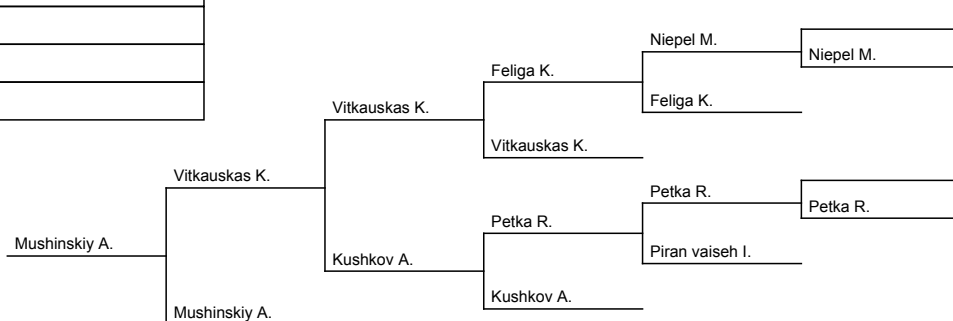 Niepel M.
Niepel M.
Feliga K.
Feliga K.
Vitkauskas K.
Vitkauskas K.
Vitkauskas K.
Petka R.
Petka R.
Petka R.
Mushinskiy A.
Piran vaiseh I.
Kushkov A.
Kushkov A.
Mushinskiy A.